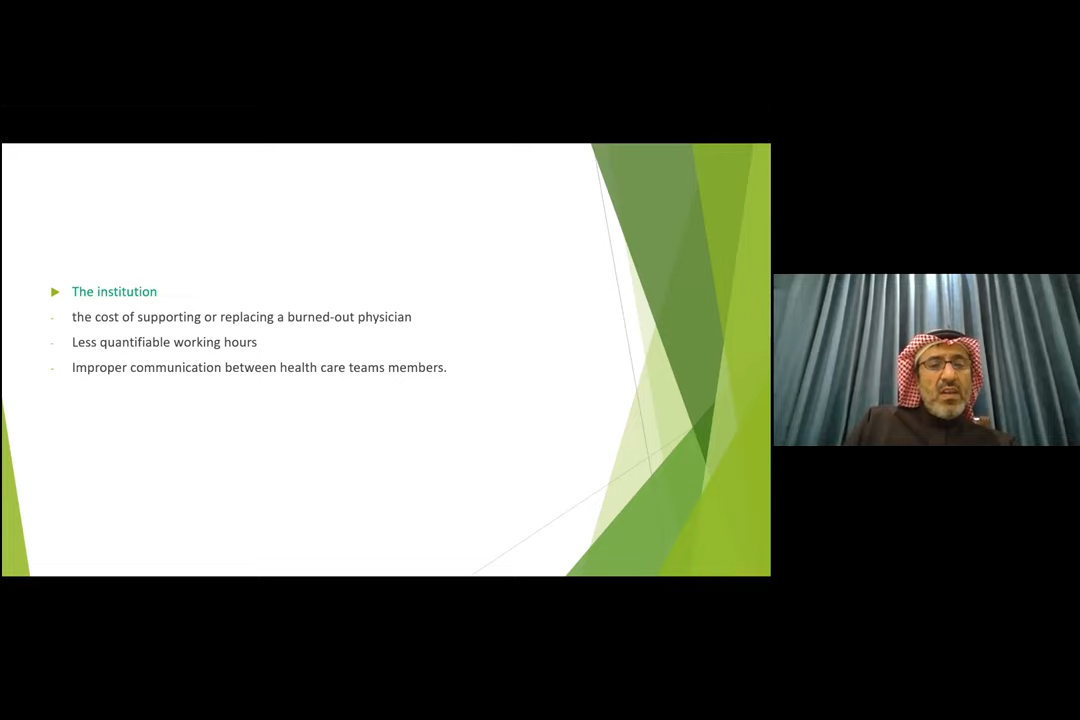 The institution
- the cost of supporting or replacing a burned-out physician
- Less quantifiable working hours
- Improper communication between health care teams members.